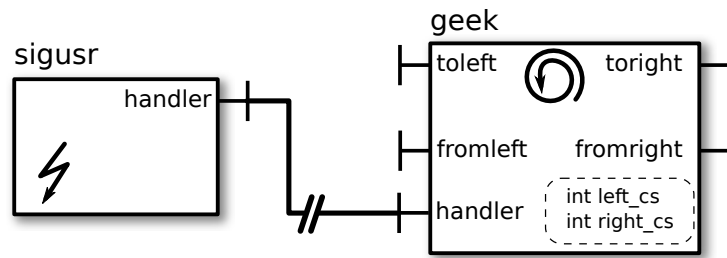 geek
sigusr
toleft toright
handler
fromleft fromright
handler
int left_cs
int right_cs